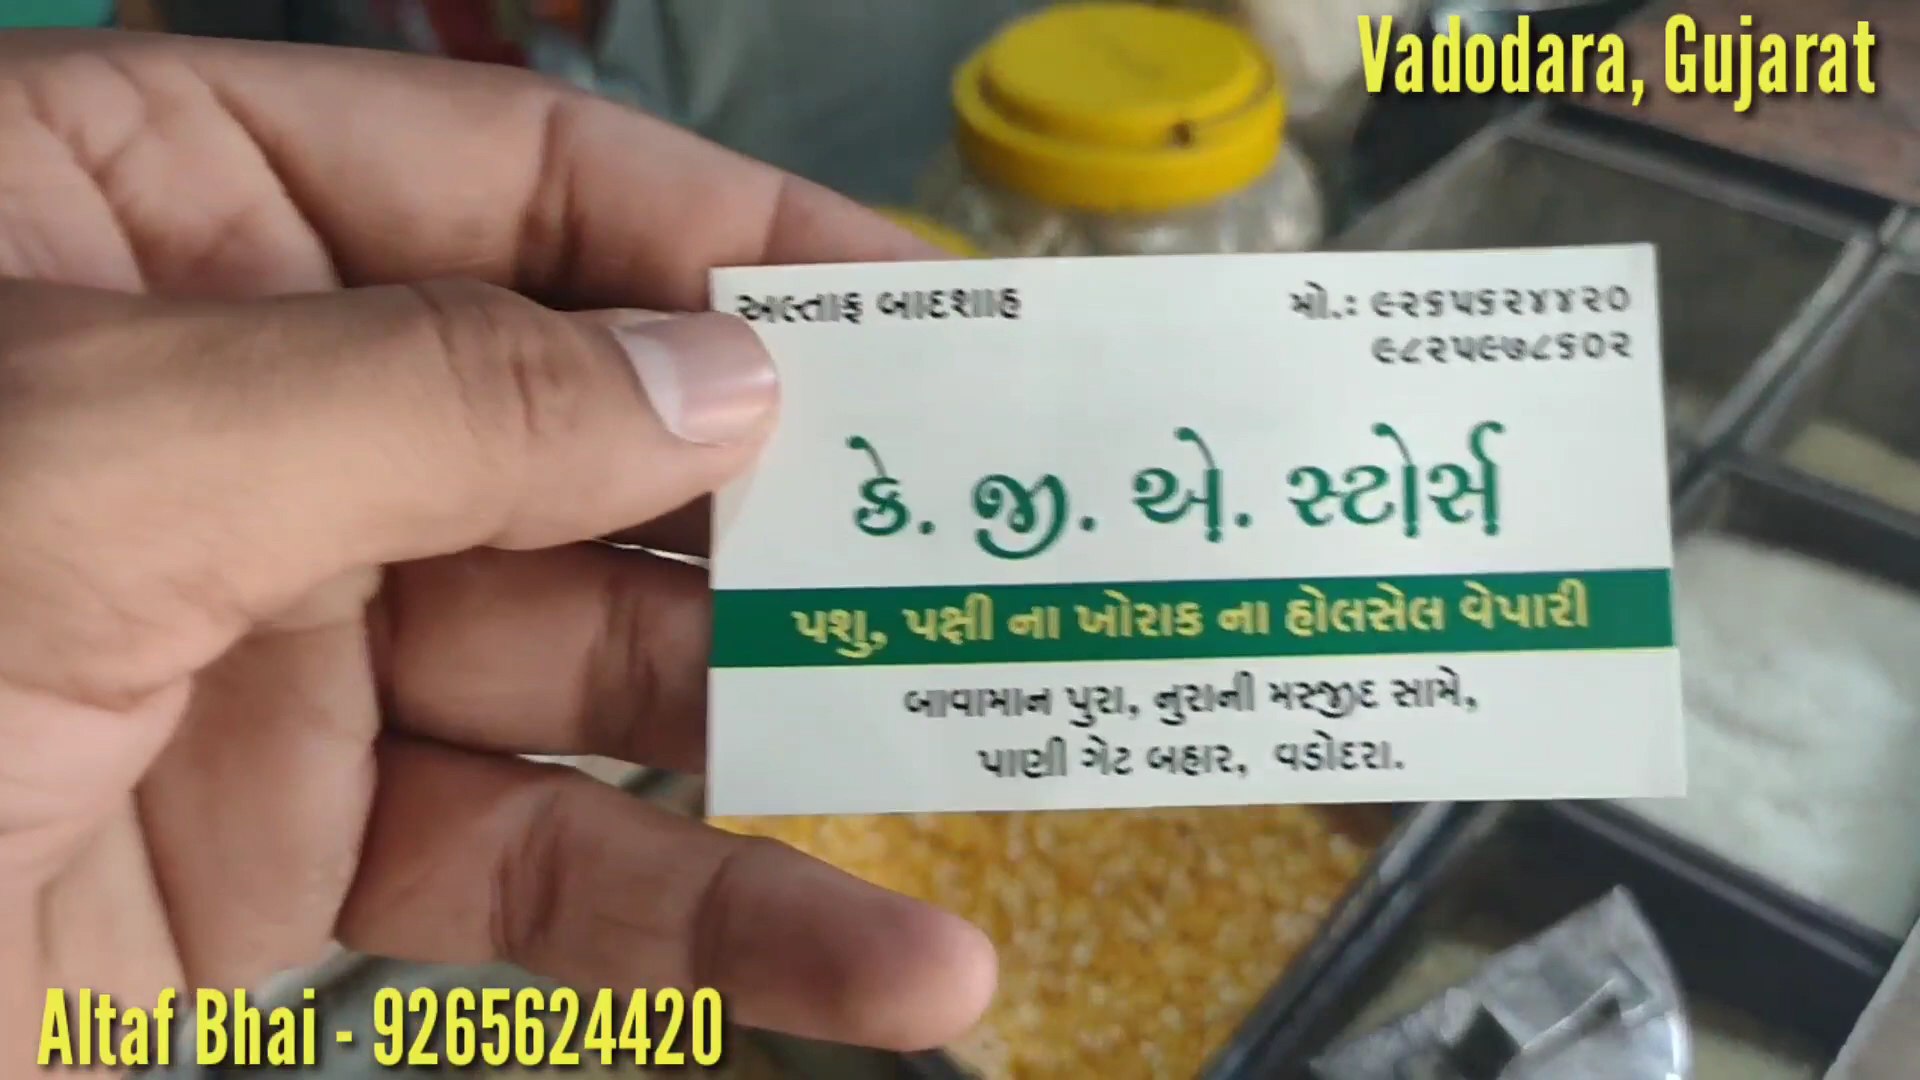 Vadodara, Gujarat
અલ્તાફ બાદશાહ
મો.: ૯૨૬૫૬૨૪૪૨૦
૯૮૨૫૯૭૮૬૦૨
કે. જી. એ. સ્ટોર્સ
પશુ, પક્ષી ના ખોરાક ના હોલસેલ વેપારી
બાવામાન પુરા, નુરાની મસ્જીદ સામે,
પાણી ગેટ બહાર, વડોદરા.
Altaf Bhai - 9265624420